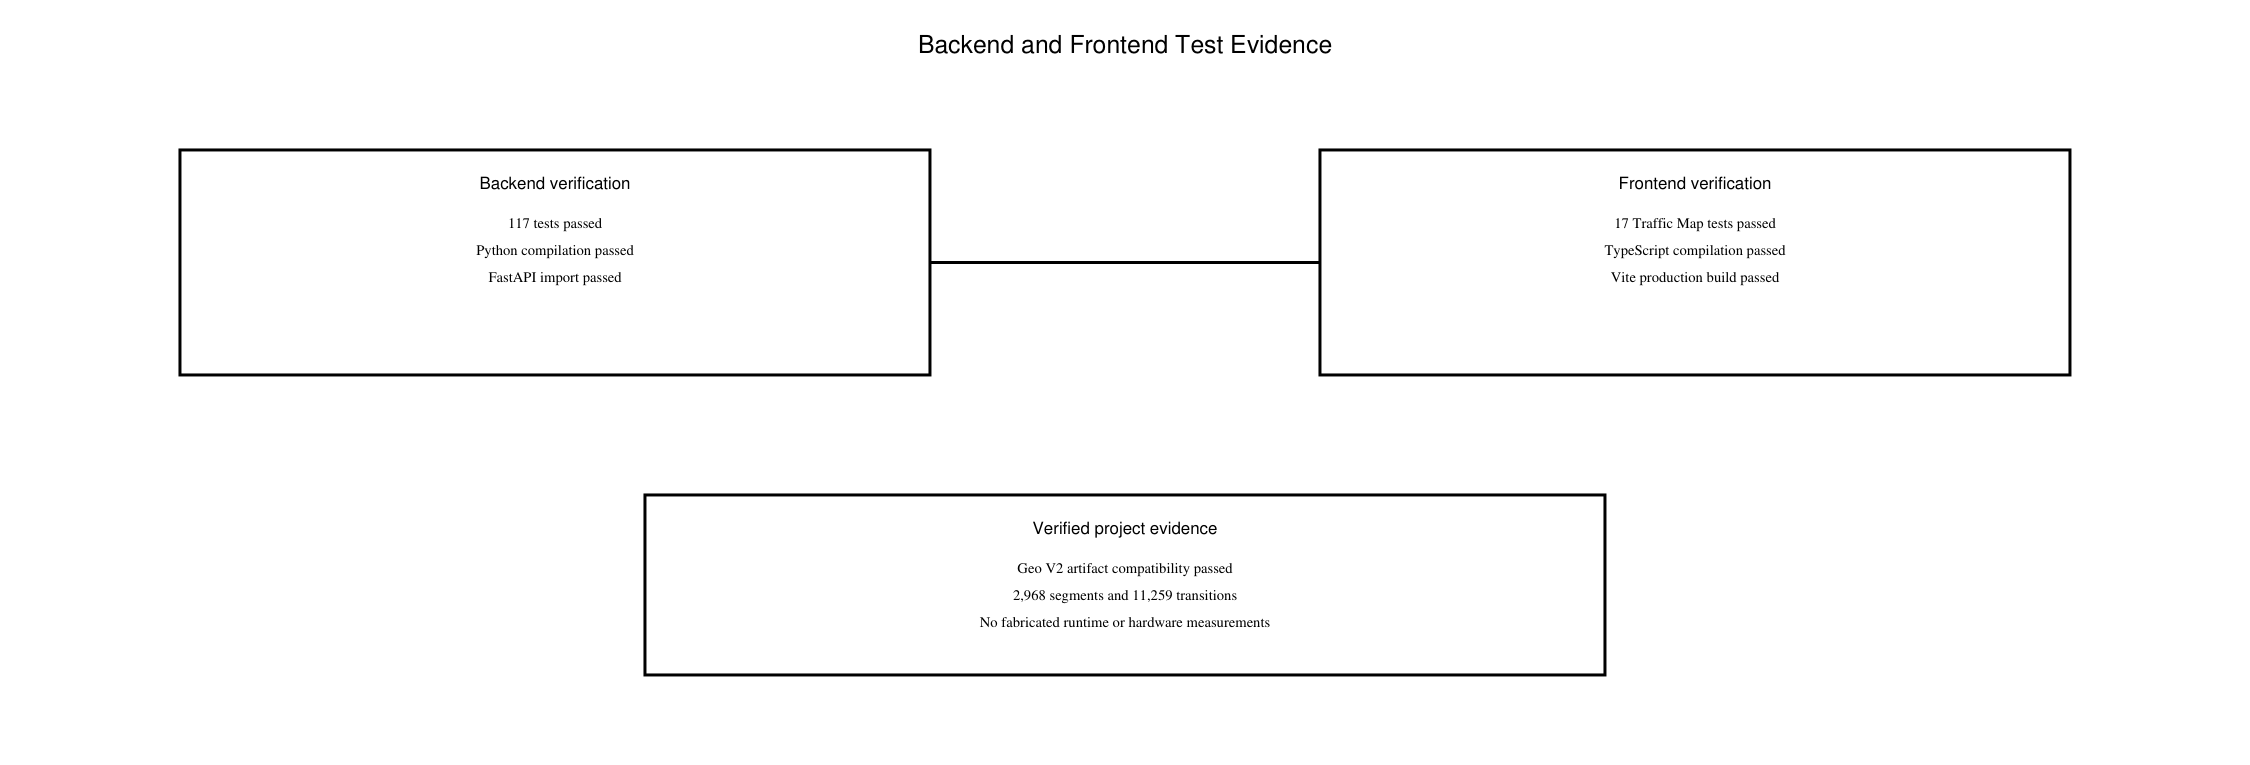 Backend and Frontend Test Evidence
Backend verification
117 tests passed
Python compilation passed
FastAPI import passed
Frontend verification
17 Traffic Map tests passed
TypeScript compilation passed
Vite production build passed
Verified project evidence
Geo V2 artifact compatibility passed
2,968 segments and 11,259 transitions
No fabricated runtime or hardware measurements